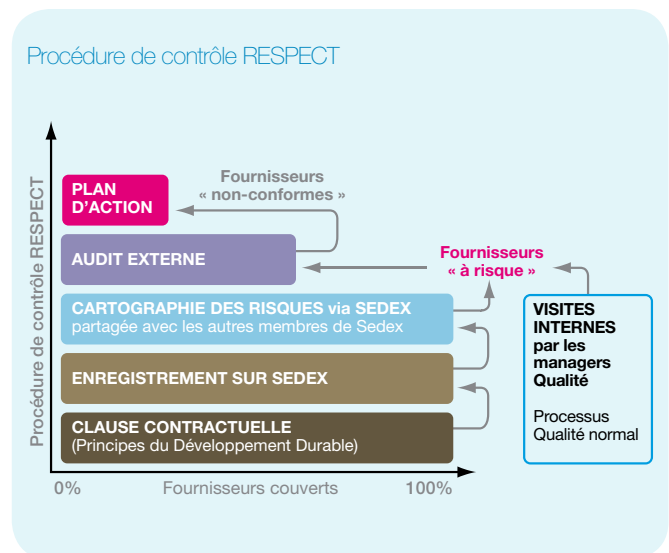 Procédure de contrôle RESPECT
Procédure de contrôle RESPECT
PLAN
D’ACTION
Fournisseurs
« non-conformes »
AUDIT EXTERNE
Fournisseurs
« à risque »
CARTOGRAPHIE DES RISQUES via SEDEX
partagée avec les autres membres de Sedex
ENREGISTREMENT SUR SEDEX
CLAUSE CONTRACTUELLE
(Principes du Développement Durable)
VISITES
INTERNES
par les
managers
Qualité
Processus
Qualité normal
0%
Fournisseurs couverts
100%